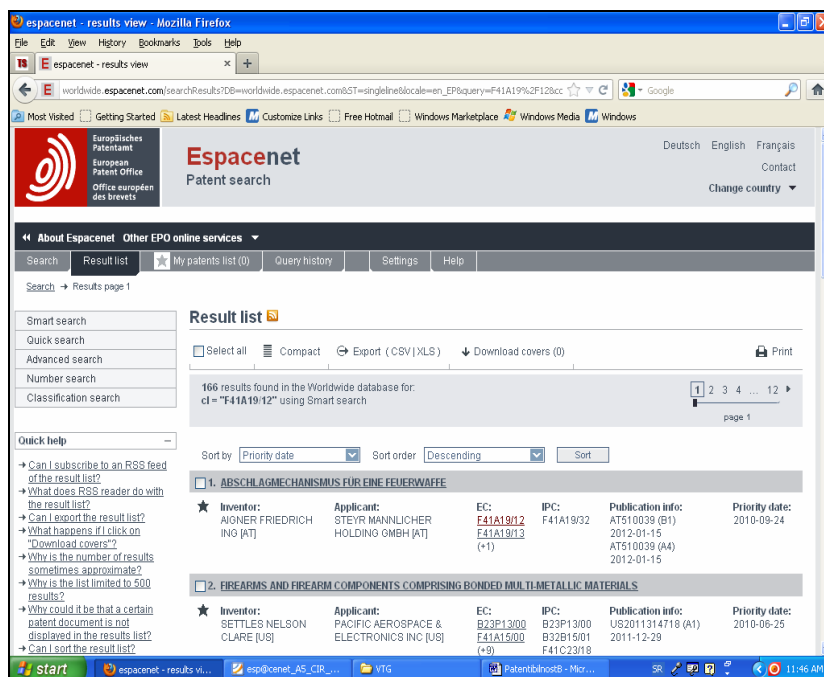 espacenet - results view - Mozilla Firefox
File Edit View History Bookmarks Tools Help
TS E espacenet - results view × +
E worldwide.espacenet.com/searchResults?DB=worldwide.espacenet.com&ST=singleline&locale=en_EP&query=F41A19%2F12&cc Google
Most Visited Getting Started Latest Headlines Customize Links Free Hotmail Windows Marketplace Windows Media Windows
Europäisches
Patentamt
European
Patent Office
Office européen
des brevets
Espacenet
Patent search
Deutsch English Français
Contact
Change country
About Espacenet Other EPO online services
Search Result list My patents list (0) Query history Settings Help
Search → Results page 1
Smart search
Quick search
Advanced search
Number search
Classification search
Quick help –
→ Can I subscribe to an RSS feed
of the result list?
→ What does RSS reader do with
the result list?
→ Can I export the result list?
→ What happens if I click on
"Download covers"?
→ Why is the number of results
sometimes approximate?
→ Why is the list limited to 500
results?
→ Why could it be that a certain
patent document is not
displayed in the results list?
→ Can I sort the result list?
Result list
Select all Compact Export (CSV|XLS) Download covers (0) Print
166 results found in the Worldwide database for:
cl = "F41A19/12" using Smart search
1 2 3 4 ... 12
page 1
Sort by Priority date Sort order Descending Sort
1. ABSCHLAGMECHANISMUS FÜR EINE FEUERWAFFE
Inventor:
AIGNER FRIEDRICH
ING [AT]
Applicant:
STEYR MANNLICHER
HOLDING GMBH [AT]
EC:
F41A19/12
F41A19/13
(+1)
IPC:
F41A19/32
Publication info:
AT510039 (B1)
2012-01-15
AT510039 (A4)
2012-01-15
Priority date:
2010-09-24
2. FIREARMS AND FIREARM COMPONENTS COMPRISING BONDED MULTI-METALLIC MATERIALS
Inventor:
SETTLES NELSON
CLARE [US]
Applicant:
PACIFIC AEROSPACE &
ELECTRONICS INC [US]
EC:
B23P13/00
F41A15/00
(+9)
IPC:
B23P13/00
B32B15/01
F41C23/18
Publication info:
US2011314718 (A1)
2011-12-29
Priority date:
2010-06-25
start espacenet - results vi... esp@cenet_A5_CIR_... VTG PatentibilnostB - Micr... SR 11:46 AM